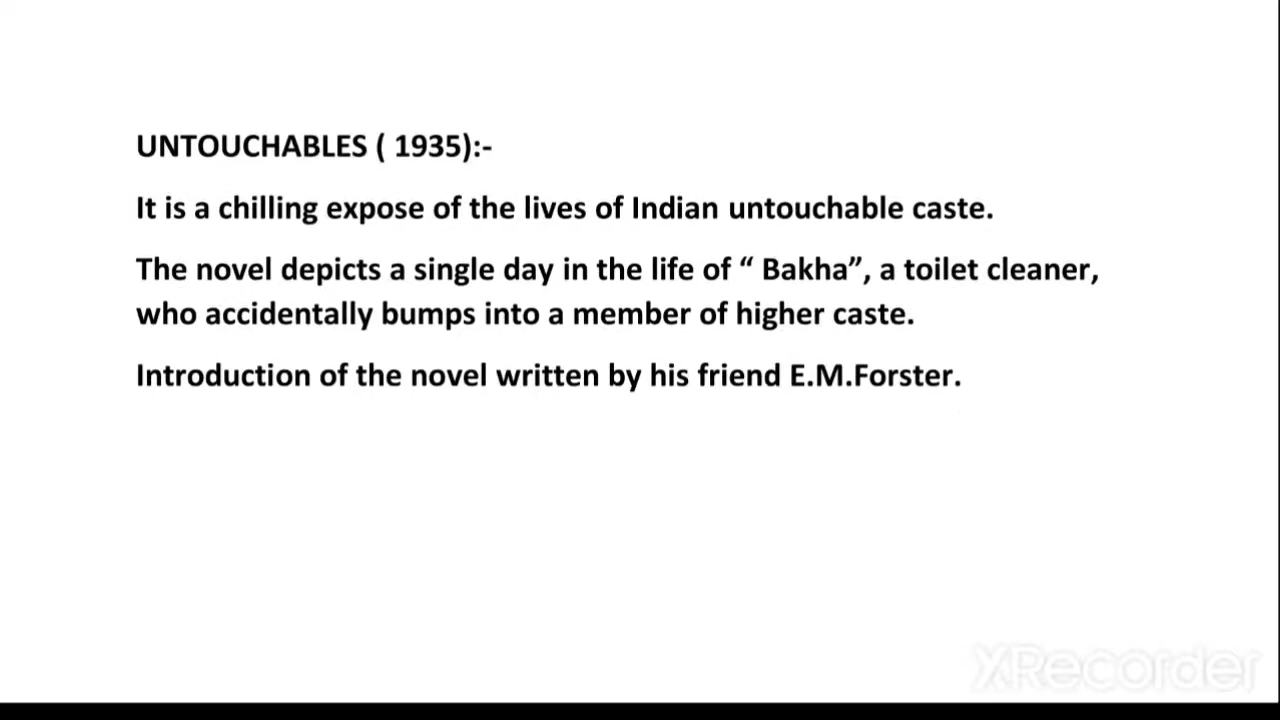 UNTOUCHABLES ( 1935):-
It is a chilling expose of the lives of Indian untouchable caste.
The novel depicts a single day in the life of “ Bakha”, a toilet cleaner,
who accidentally bumps into a member of higher caste.
Introduction of the novel written by his friend E.M.Forster.
XRecorder